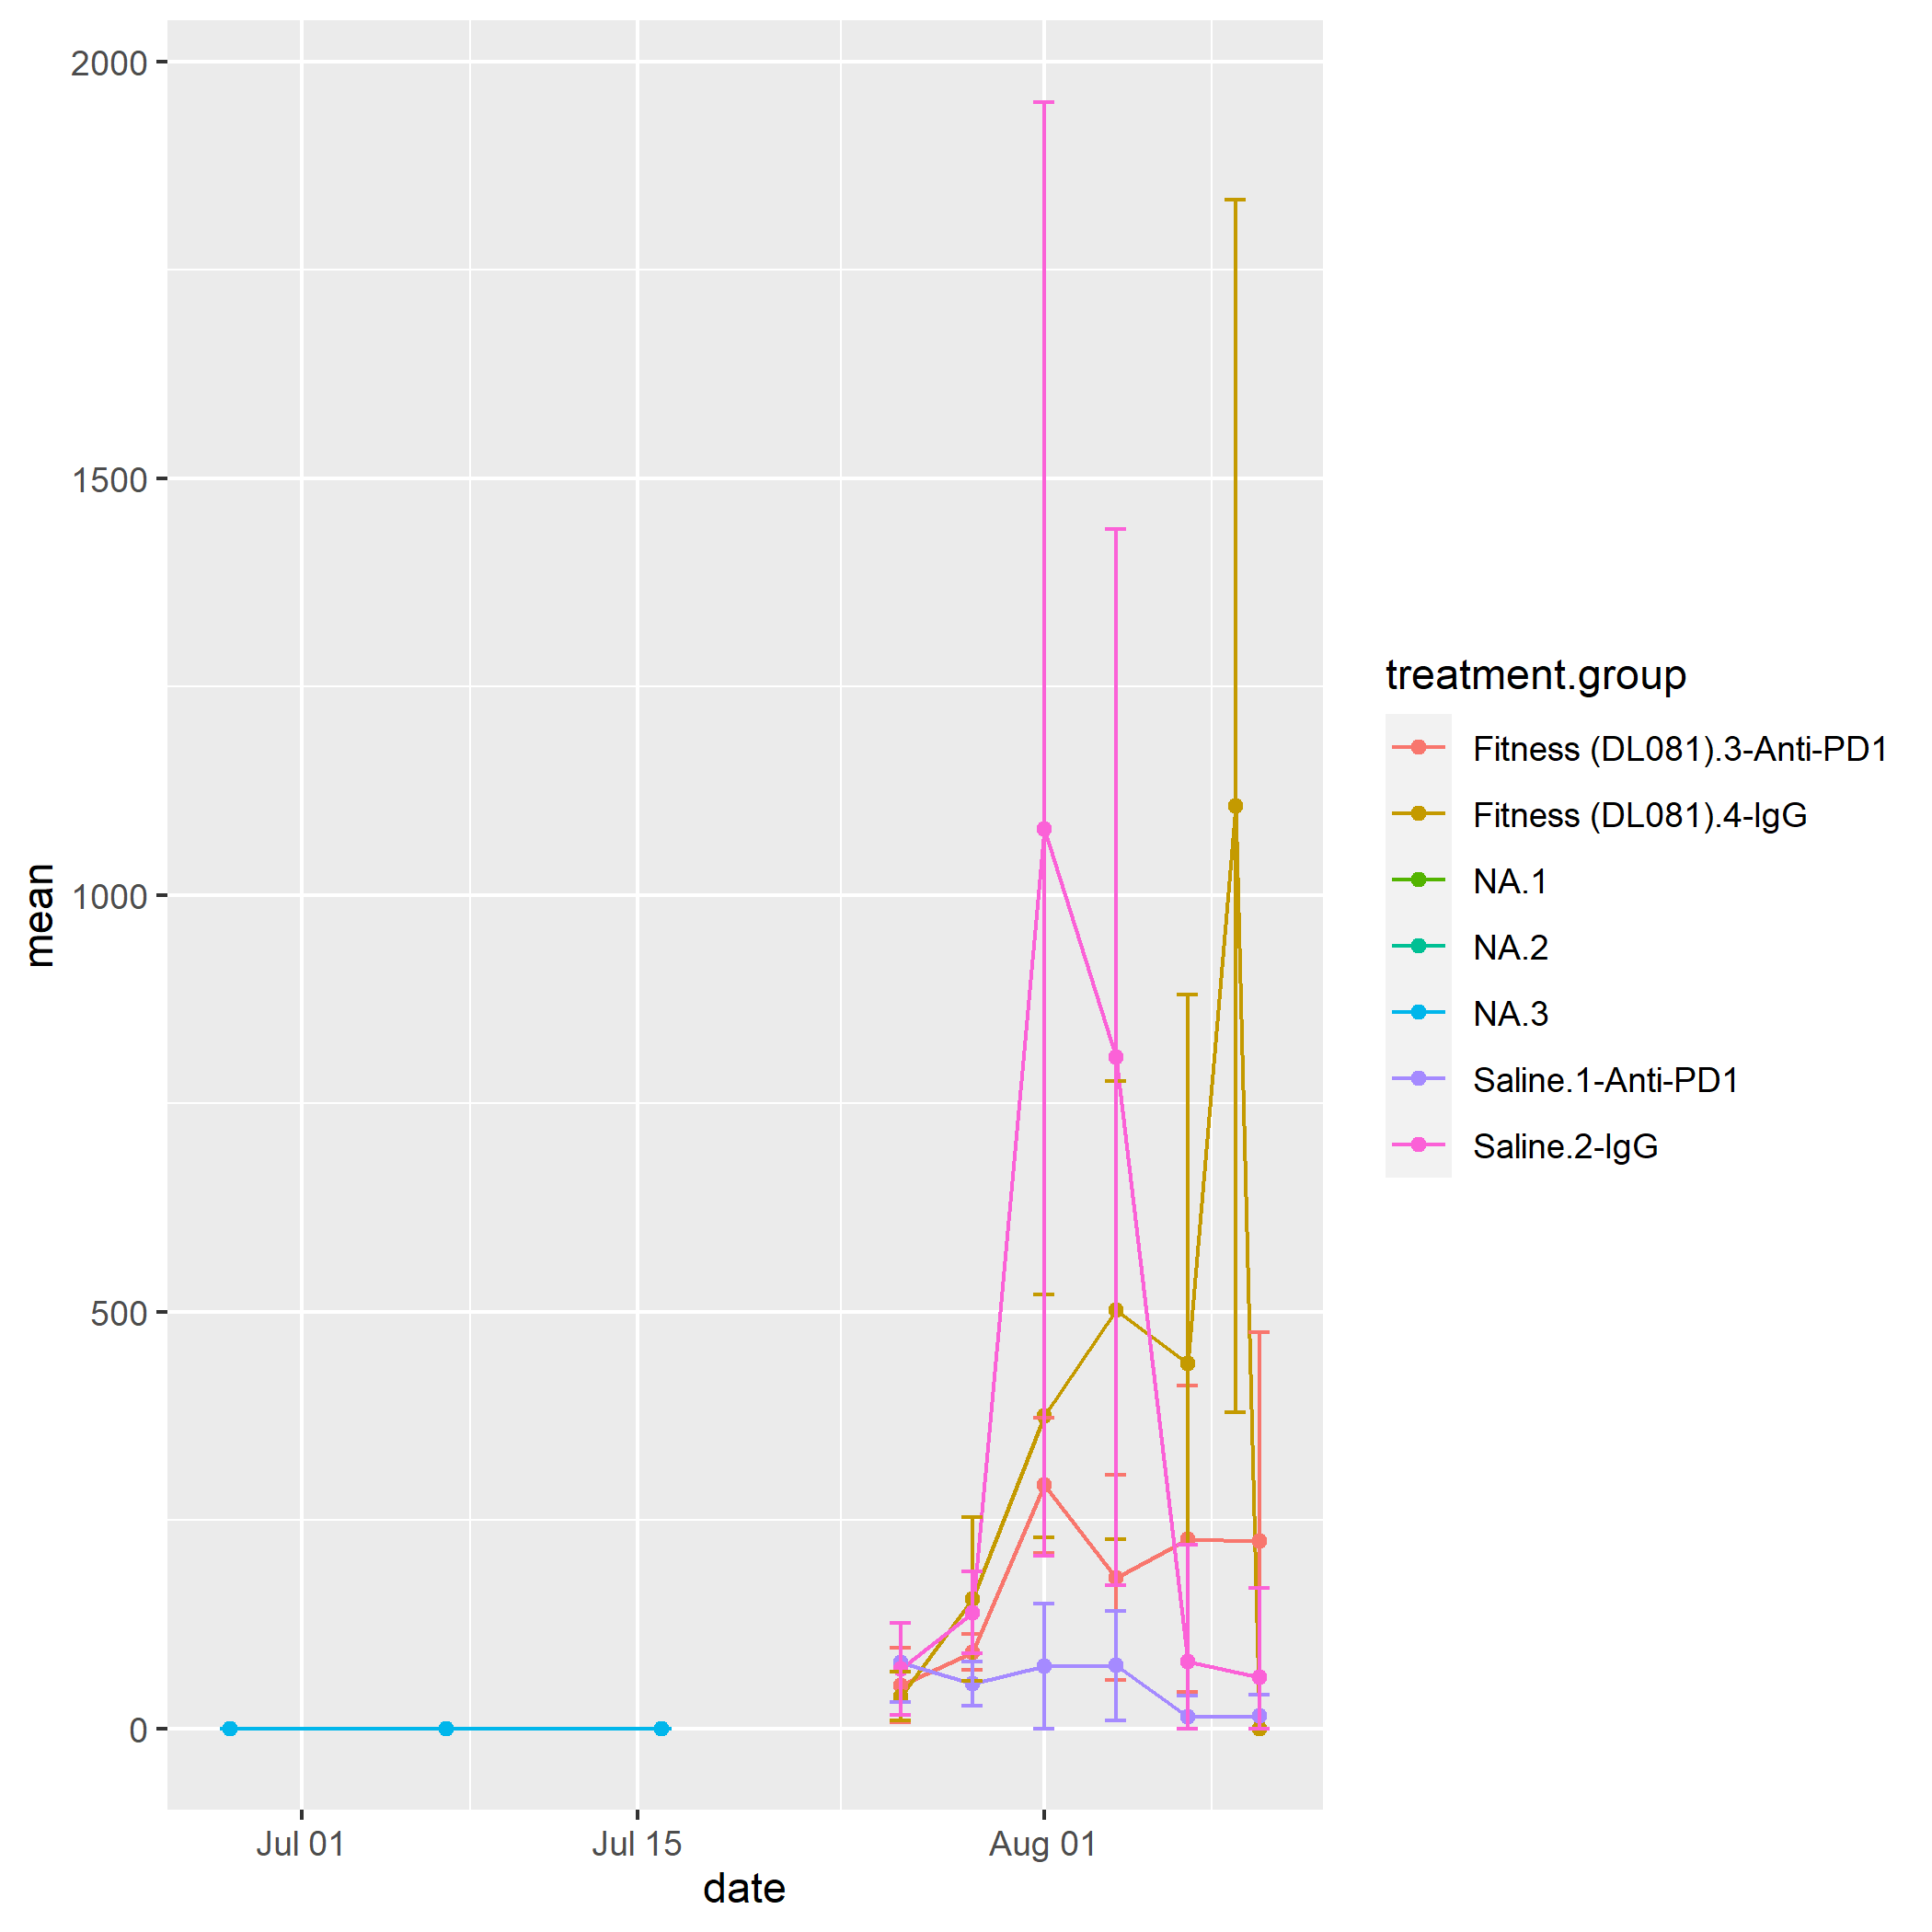 2000
1500
1000
500
0
mean
Jul 01
Jul 15
Aug 01
date
treatment.group
Fitness (DL081).3-Anti-PD1
Fitness (DL081).4-IgG
NA.1
NA.2
NA.3
Saline.1-Anti-PD1
Saline.2-IgG